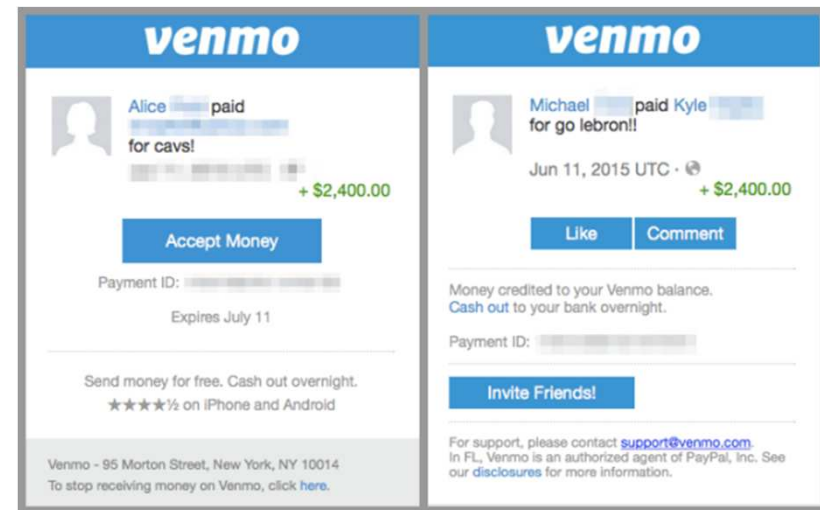 venmo
Alice paid
for cavs!
+ $2,400.00
Accept Money
Payment ID:
Expires July 11
Send money for free. Cash out overnight.
★★★★½ on iPhone and Android
Venmo - 95 Morton Street, New York, NY 10014
To stop receiving money on Venmo, click here.
venmo
Michael paid Kyle
for go lebron!!
Jun 11, 2015 UTC ·
+ $2,400.00
Like
Comment
Money credited to your Venmo balance.
Cash out to your bank overnight.
Payment ID:
Invite Friends!
For support, please contact support@venmo.com.
In FL, Venmo is an authorized agent of PayPal, Inc. See
our disclosures for more information.